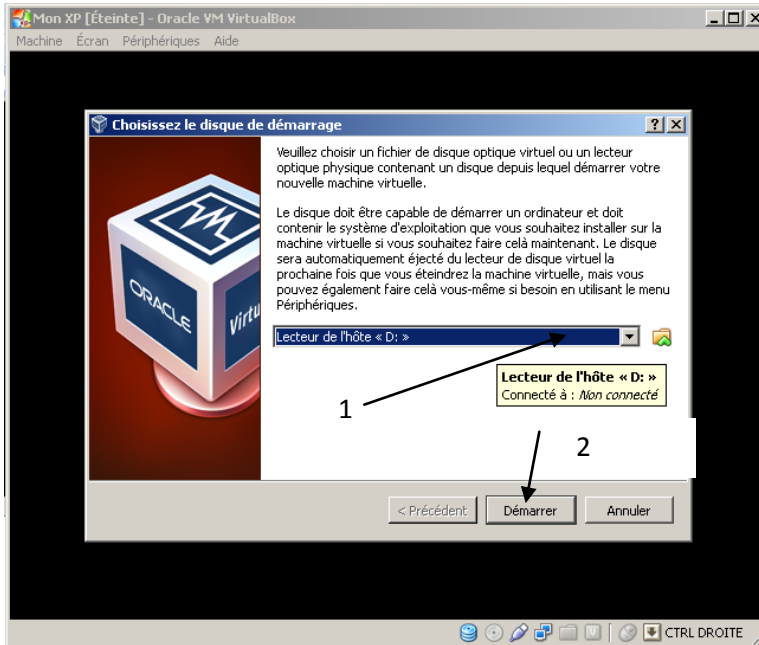 Mon XP [Éteinte] - Oracle VM VirtualBox
Machine Écran Périphériques Aide
Choisissez le disque de démarrage
Veuillez choisir un fichier de disque optique virtuel ou un lecteur
optique physique contenant un disque depuis lequel démarrer votre
nouvelle machine virtuelle.
Le disque doit être capable de démarrer un ordinateur et doit
contenir le système d'exploitation que vous souhaitez installer sur la
machine virtuelle si vous souhaitez faire celà maintenant. Le disque
sera automatiquement éjecté du lecteur de disque virtuel la
prochaine fois que vous éteindrez la machine virtuelle, mais vous
pouvez également faire celà vous-même si besoin en utilisant le menu
Périphériques.
ORACLE
Virtu
Lecteur de l'hôte « D: »
Lecteur de l'hôte « D: »
Connecté à : Non connecté
1
2
< Précédent Démarrer Annuler
CTRL DROITE